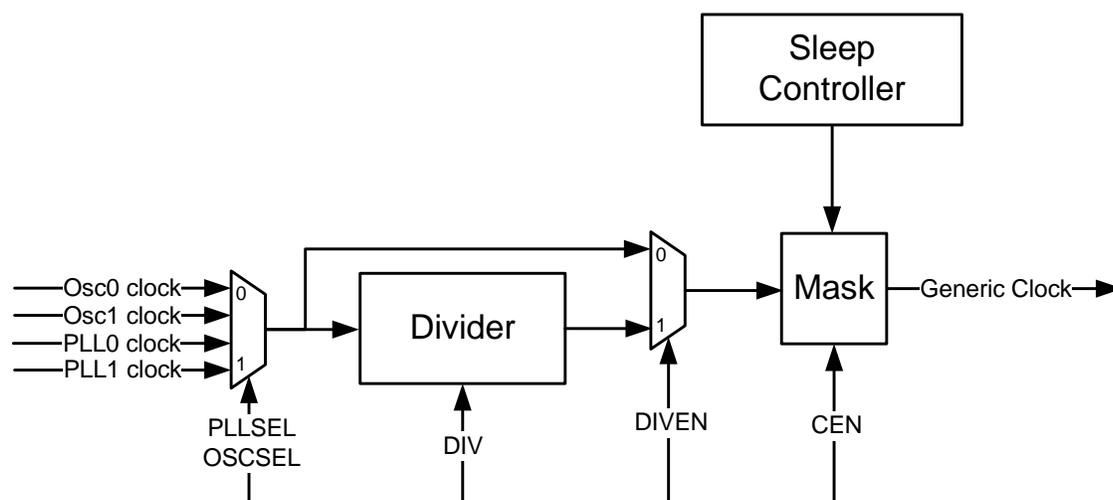 Sleep
Controller
0
Osc0 clock
0
Osc1 clock
Divider
Mask
Generic Clock
PLL0 clock
1
PLL1 clock
1
PLLSEL
OSCSEL
DIV
DIVEN
CEN